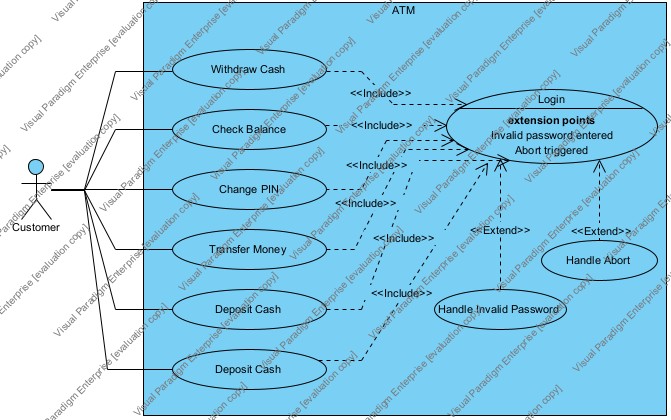 ATM
Withdraw Cash
<<Include>>
Login
extension points
Invalid password entered
Abort triggered
Check Balance
<<Include>>
<<Include>>
Change PIN
<<Include>>
Customer
Transfer Money
<<Include>>
<<Extend>>
<<Extend>>
Handle Abort
<<Include>>
Deposit Cash
Handle Invalid Password
Deposit Cash
Visual Paradigm Enterprise [evaluation copy]